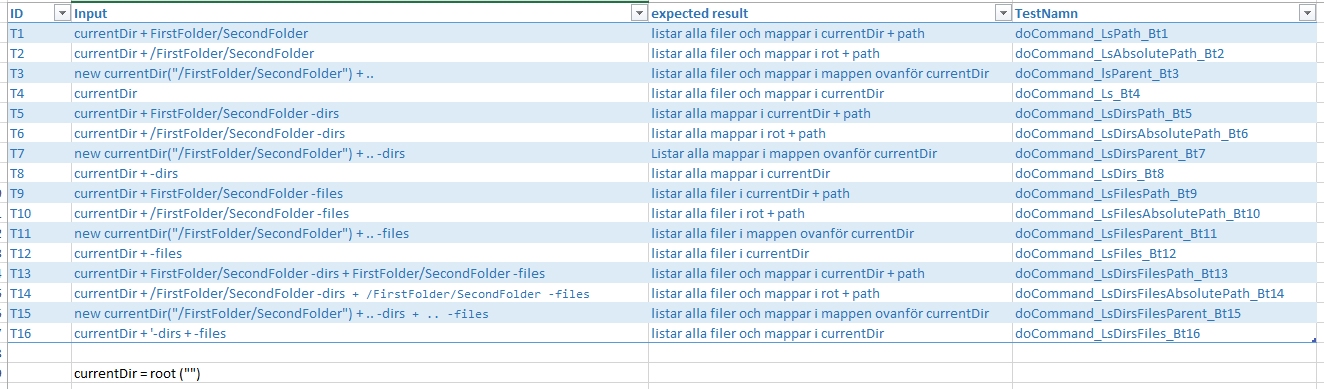 ID Input expected result TestNamn
T1 currentDir + FirstFolder/SecondFolder listar alla filer och mappar i currentDir + path doCommand_LsPath_Bt1
T2 currentDir + /FirstFolder/SecondFolder listar alla filer och mappar i rot + path doCommand_LsAbsolutePath_Bt2
T3 new currentDir("/FirstFolder/SecondFolder") + .. listar alla filer och mappar i mappen ovanför currentDir doCommand_lsParent_Bt3
T4 currentDir listar alla filer och mappar i currentDir doCommand_Ls_Bt4
T5 currentDir + FirstFolder/SecondFolder -dirs listar alla mappar i currentDir + path doCommand_LsDirsPath_Bt5
T6 currentDir + /FirstFolder/SecondFolder -dirs listar alla mappar i rot + path doCommand_LsDirsAbsolutePath_Bt6
T7 new currentDir("/FirstFolder/SecondFolder") + .. -dirs Listar alla mappar i mappen ovanför currentDir doCommand_LsDirsParent_Bt7
T8 currentDir + -dirs listar alla mappar i currentDir doCommand_LsDirs_Bt8
T9 currentDir + FirstFolder/SecondFolder -files listar alla filer i currentDir + path doCommand_LsFilesPath_Bt9
T10 currentDir + /FirstFolder/SecondFolder -files listar alla filer i rot + path doCommand_LsFilesAbsolutePath_Bt10
T11 new currentDir("/FirstFolder/SecondFolder") + .. -files listar alla filer i mappen ovanför currentDir doCommand_LsFilesParent_Bt11
T12 currentDir + -files listar alla filer i currentDir doCommand_LsFiles_Bt12
T13 currentDir + FirstFolder/SecondFolder -dirs + FirstFolder/SecondFolder -files listar alla filer och mappar i currentDir + path doCommand_LsDirsFilesPath_Bt13
T14 currentDir + /FirstFolder/SecondFolder -dirs + /FirstFolder/SecondFolder -files listar alla filer och mappar i rot + path doCommand_LsDirsFilesAbsolutePath_Bt14
T15 new currentDir("/FirstFolder/SecondFolder") + .. -dirs + .. -files listar alla filer och mappar i mappen ovanför currentDir doCommand_LsDirsFilesParent_Bt15
T16 currentDir + '-dirs + -files listar alla filer och mappar i currentDir doCommand_LsDirsFiles_Bt16
currentDir = root ("")